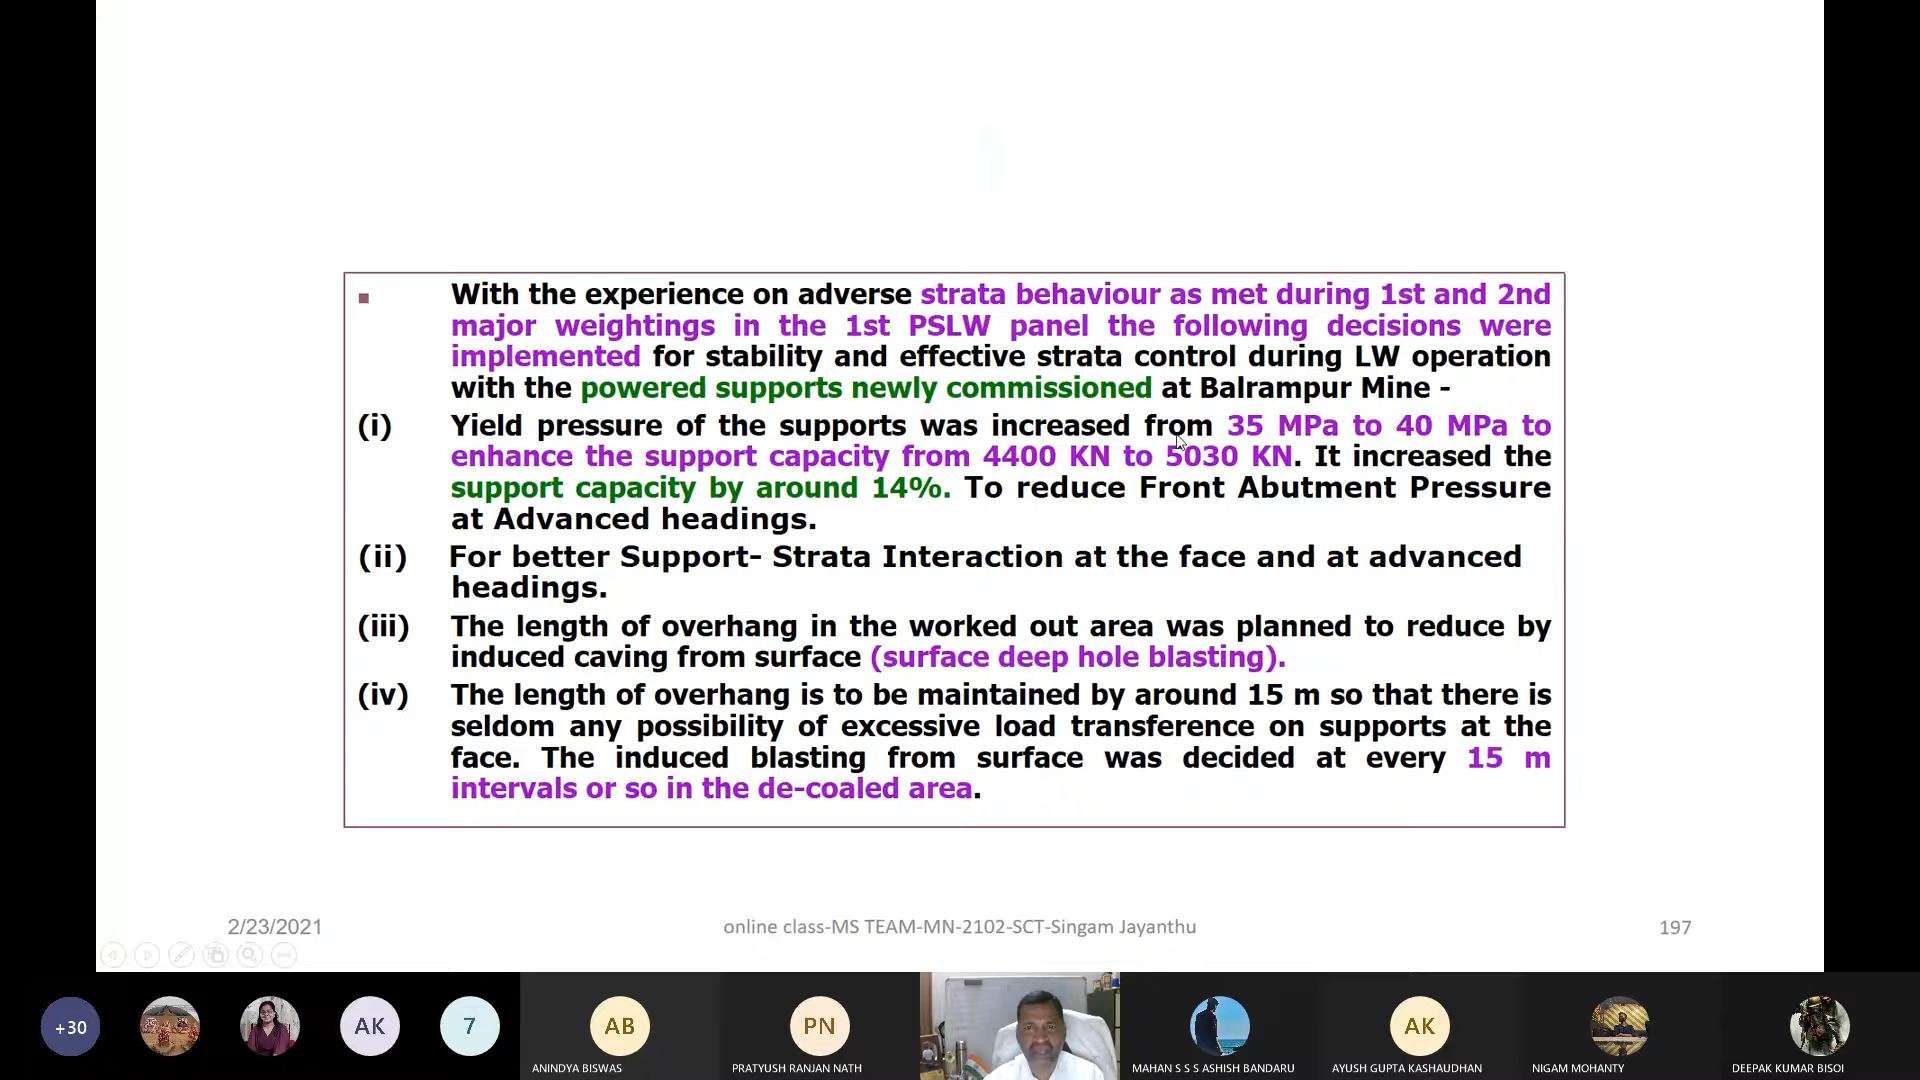 With the experience on adverse strata behaviour as met during 1st and 2nd
major weightings in the 1st PSLW panel the following decisions were
implemented for stability and effective strata control during LW operation
with the powered supports newly commissioned at Balrampur Mine -
(i) Yield pressure of the supports was increased from 35 MPa to 40 MPa to
enhance the support capacity from 4400 KN to 5030 KN. It increased the
support capacity by around 14%. To reduce Front Abutment Pressure
at Advanced headings.
(ii) For better Support- Strata Interaction at the face and at advanced
headings.
(iii) The length of overhang in the worked out area was planned to reduce by
induced caving from surface (surface deep hole blasting).
(iv) The length of overhang is to be maintained by around 15 m so that there is
seldom any possibility of excessive load transference on supports at the
face. The induced blasting from surface was decided at every 15 m
intervals or so in the de-coaled area.
2/23/2021 online class-MS TEAM-MN-2102-SCT-Singam Jayanthu 197
+30 AK 7 AB PN AK
ANINDYA BISWAS PRATYUSH RANJAN NATH MAHAN S S S ASHISH BANDARU AYUSH GUPTA KASHAUDHAN NIGAM MOHANTY DEEPAK KUMAR BISOI